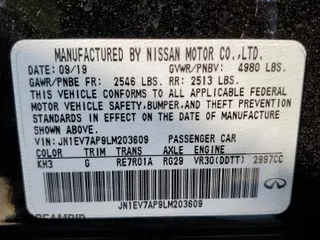 MANUFACTURED BY NISSAN MOTOR CO.,LTD.
DATE: 09/19 GVWR/PNBV: 4980 LBS.
GAWR/PNBE FR: 2546 LBS. RR: 2513 LBS.
THIS VEHICLE CONFORMS TO ALL APPLICABLE
FEDERAL MOTOR VEHICLE
SAFETY,BUMPER,AND THEFT PREVENTION
STANDARDS IN EFFECT ON THE DATE OF
MANUFACTURE SHOWN ABOVE.
VIN: JN1EV7AP9LM203609 PASSENGER CAR
COLOR TRIM TRANS AXLE ENGINE
KH3 G RE7R01A RG29 VR30(DDTT) 2997CC
JN1EV7AP9LM203609
INFINITI